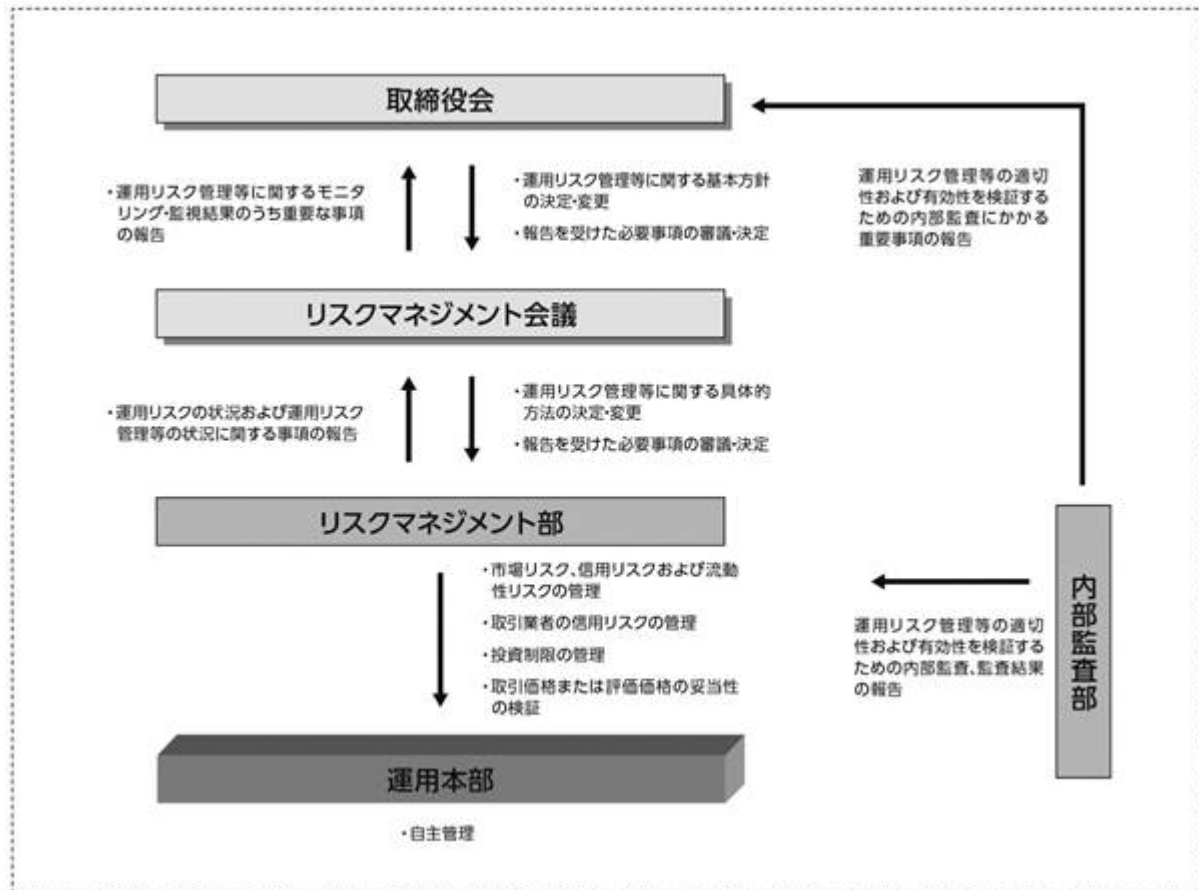 取締役会
・運用リスク管理等に関するモニタ
リング・監視結果のうち重要な事項
の報告
・運用リスク管理等に関する基本方針
の決定・変更
・報告を受けた必要事項の審議・決定
運用リスク管理等の適切
性および有効性を検証する
ための内部監査にかかる
重要事項の報告
リスクマネジメント会議
・運用リスクの状況および運用リスク
管理等の状況に関する事項の報告
・運用リスク管理等に関する具体的
方法の決定・変更
・報告を受けた必要事項の審議・決定
リスクマネジメント部
・市場リスク、信用リスクおよび流動
性リスクの管理
・取引業者の信用リスクの管理
・投資制限の管理
・取引価格または評価価格の妥当性
の検証
運用リスク管理等の適切
性および有効性を検証する
ための内部監査、監査結果
の報告
内部監査部
運用本部
・自主管理